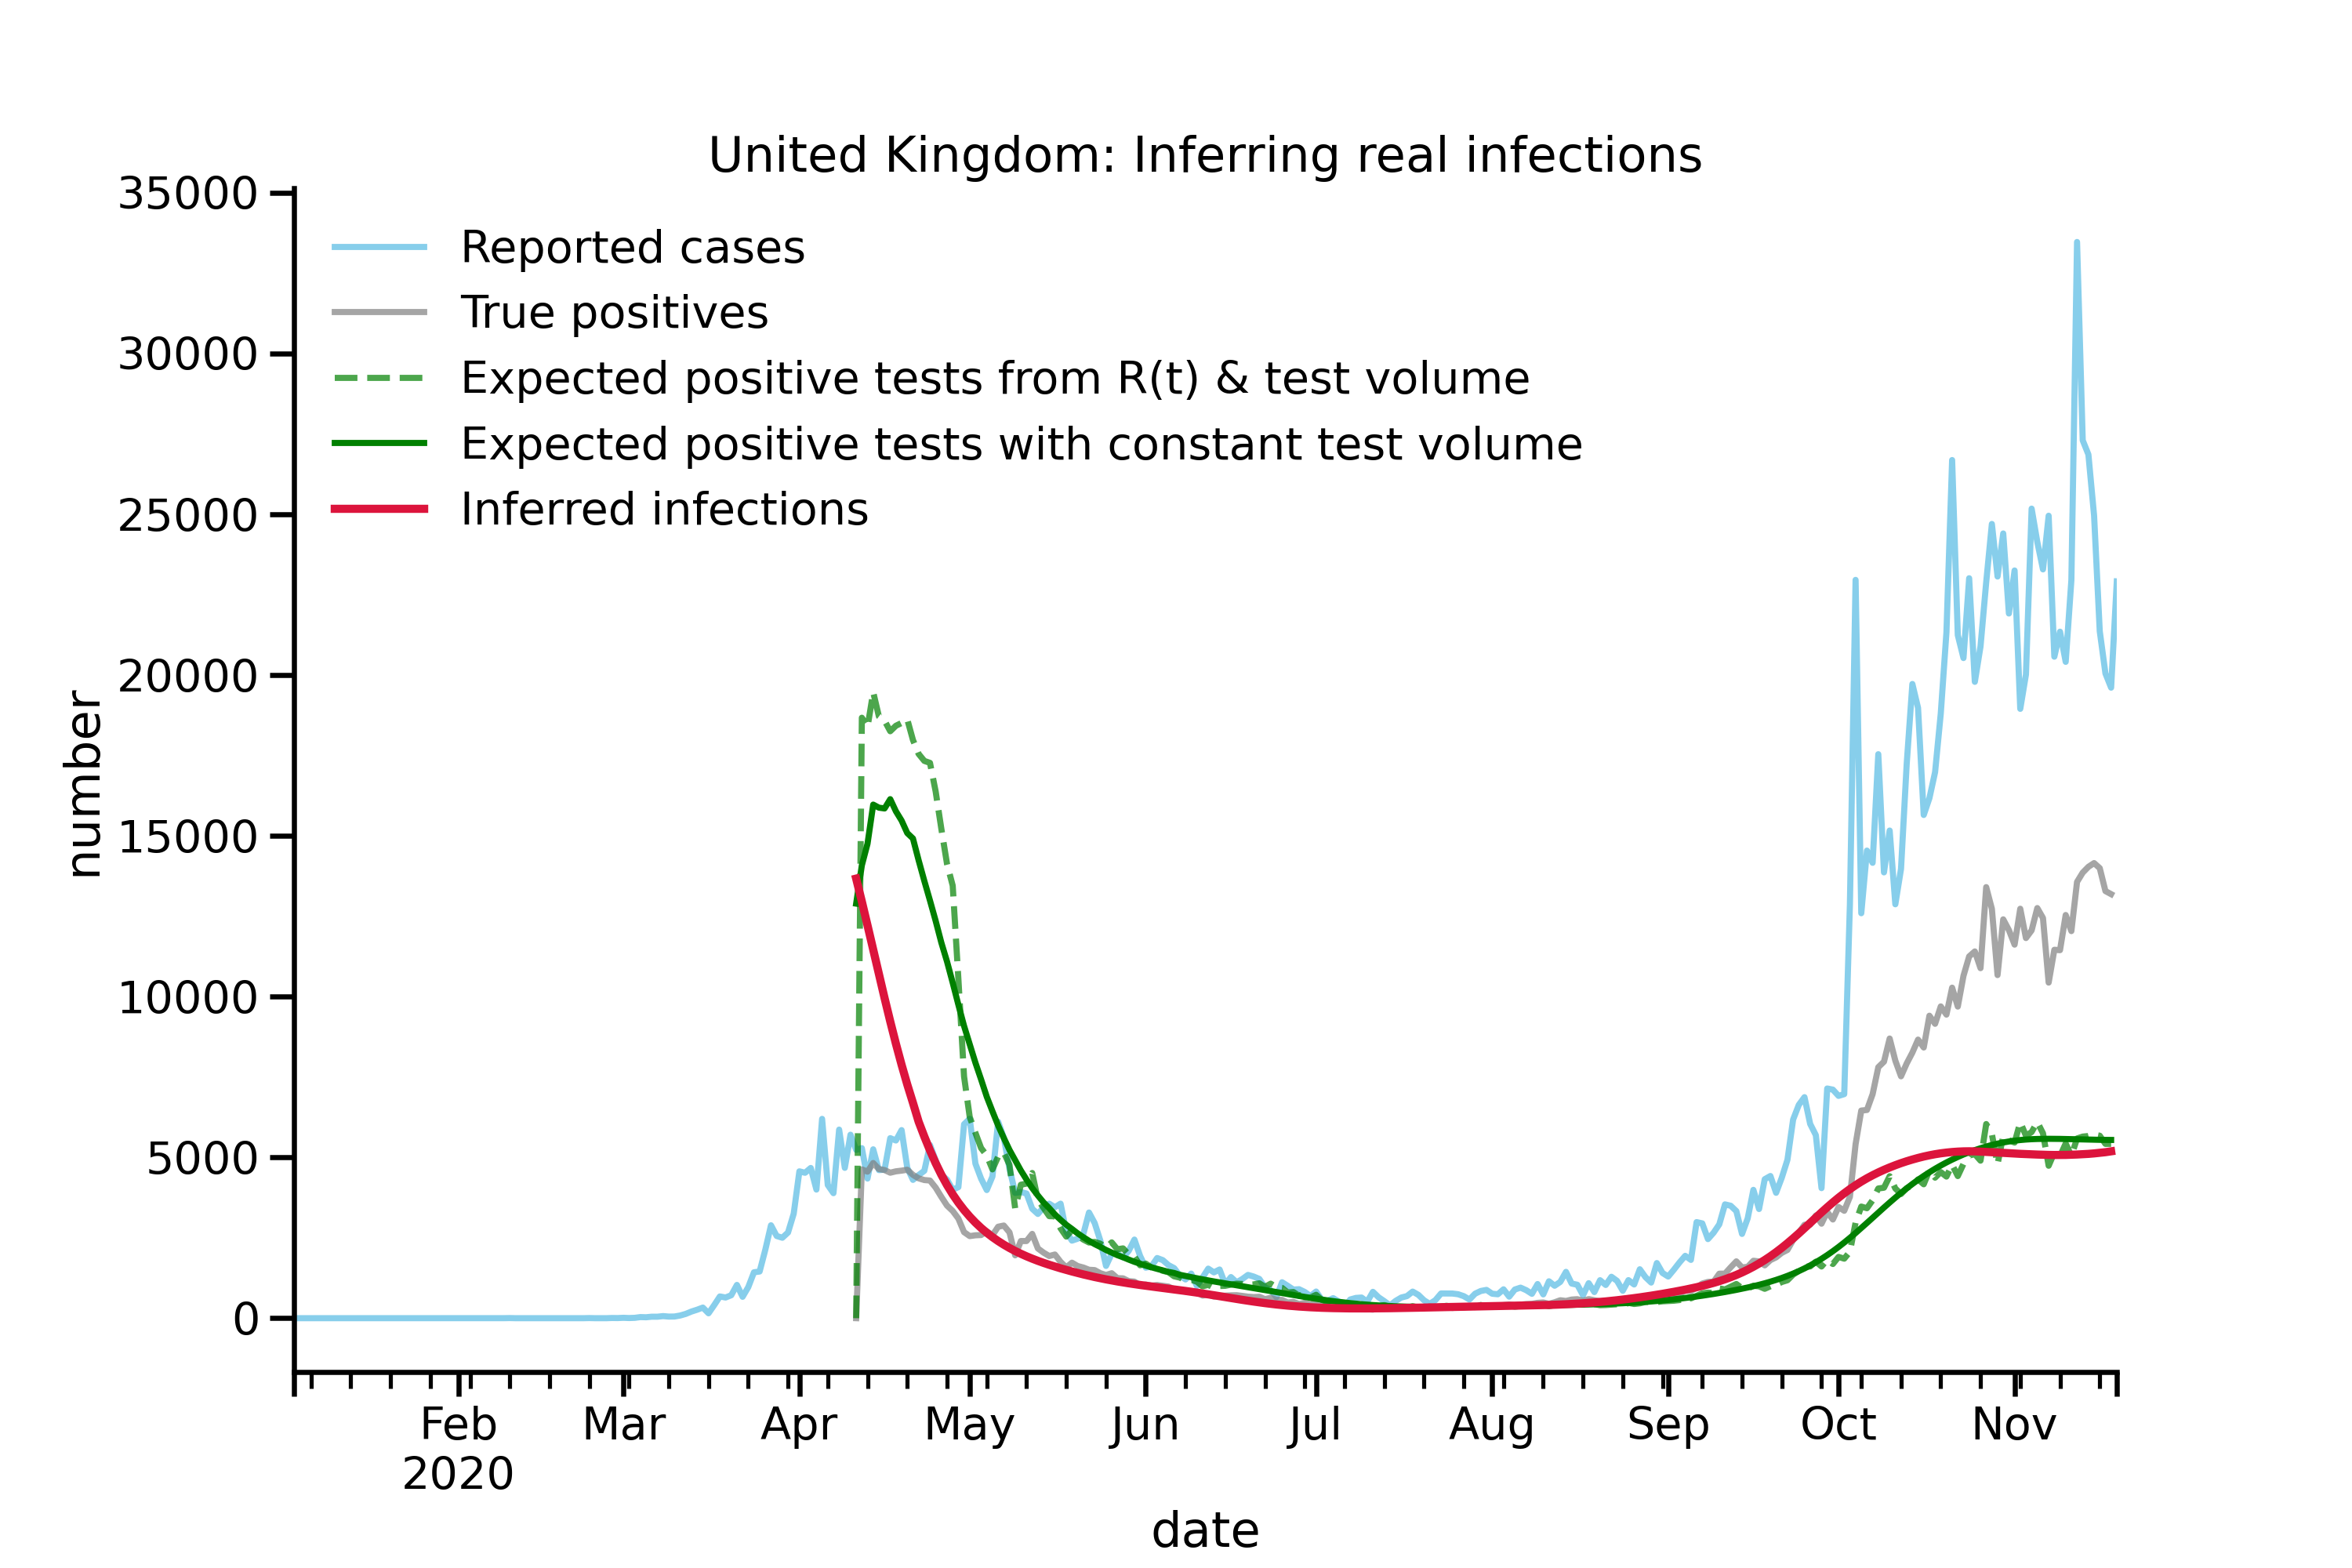 United Kingdom: Inferring real infections
35000
30000
25000
20000
15000
10000
5000
0
number
Reported cases
True positives
Expected positive tests from R(t) & test volume
Expected positive tests with constant test volume
Inferred infections
Feb Mar Apr May Jun Jul Aug Sep Oct Nov
2020
date